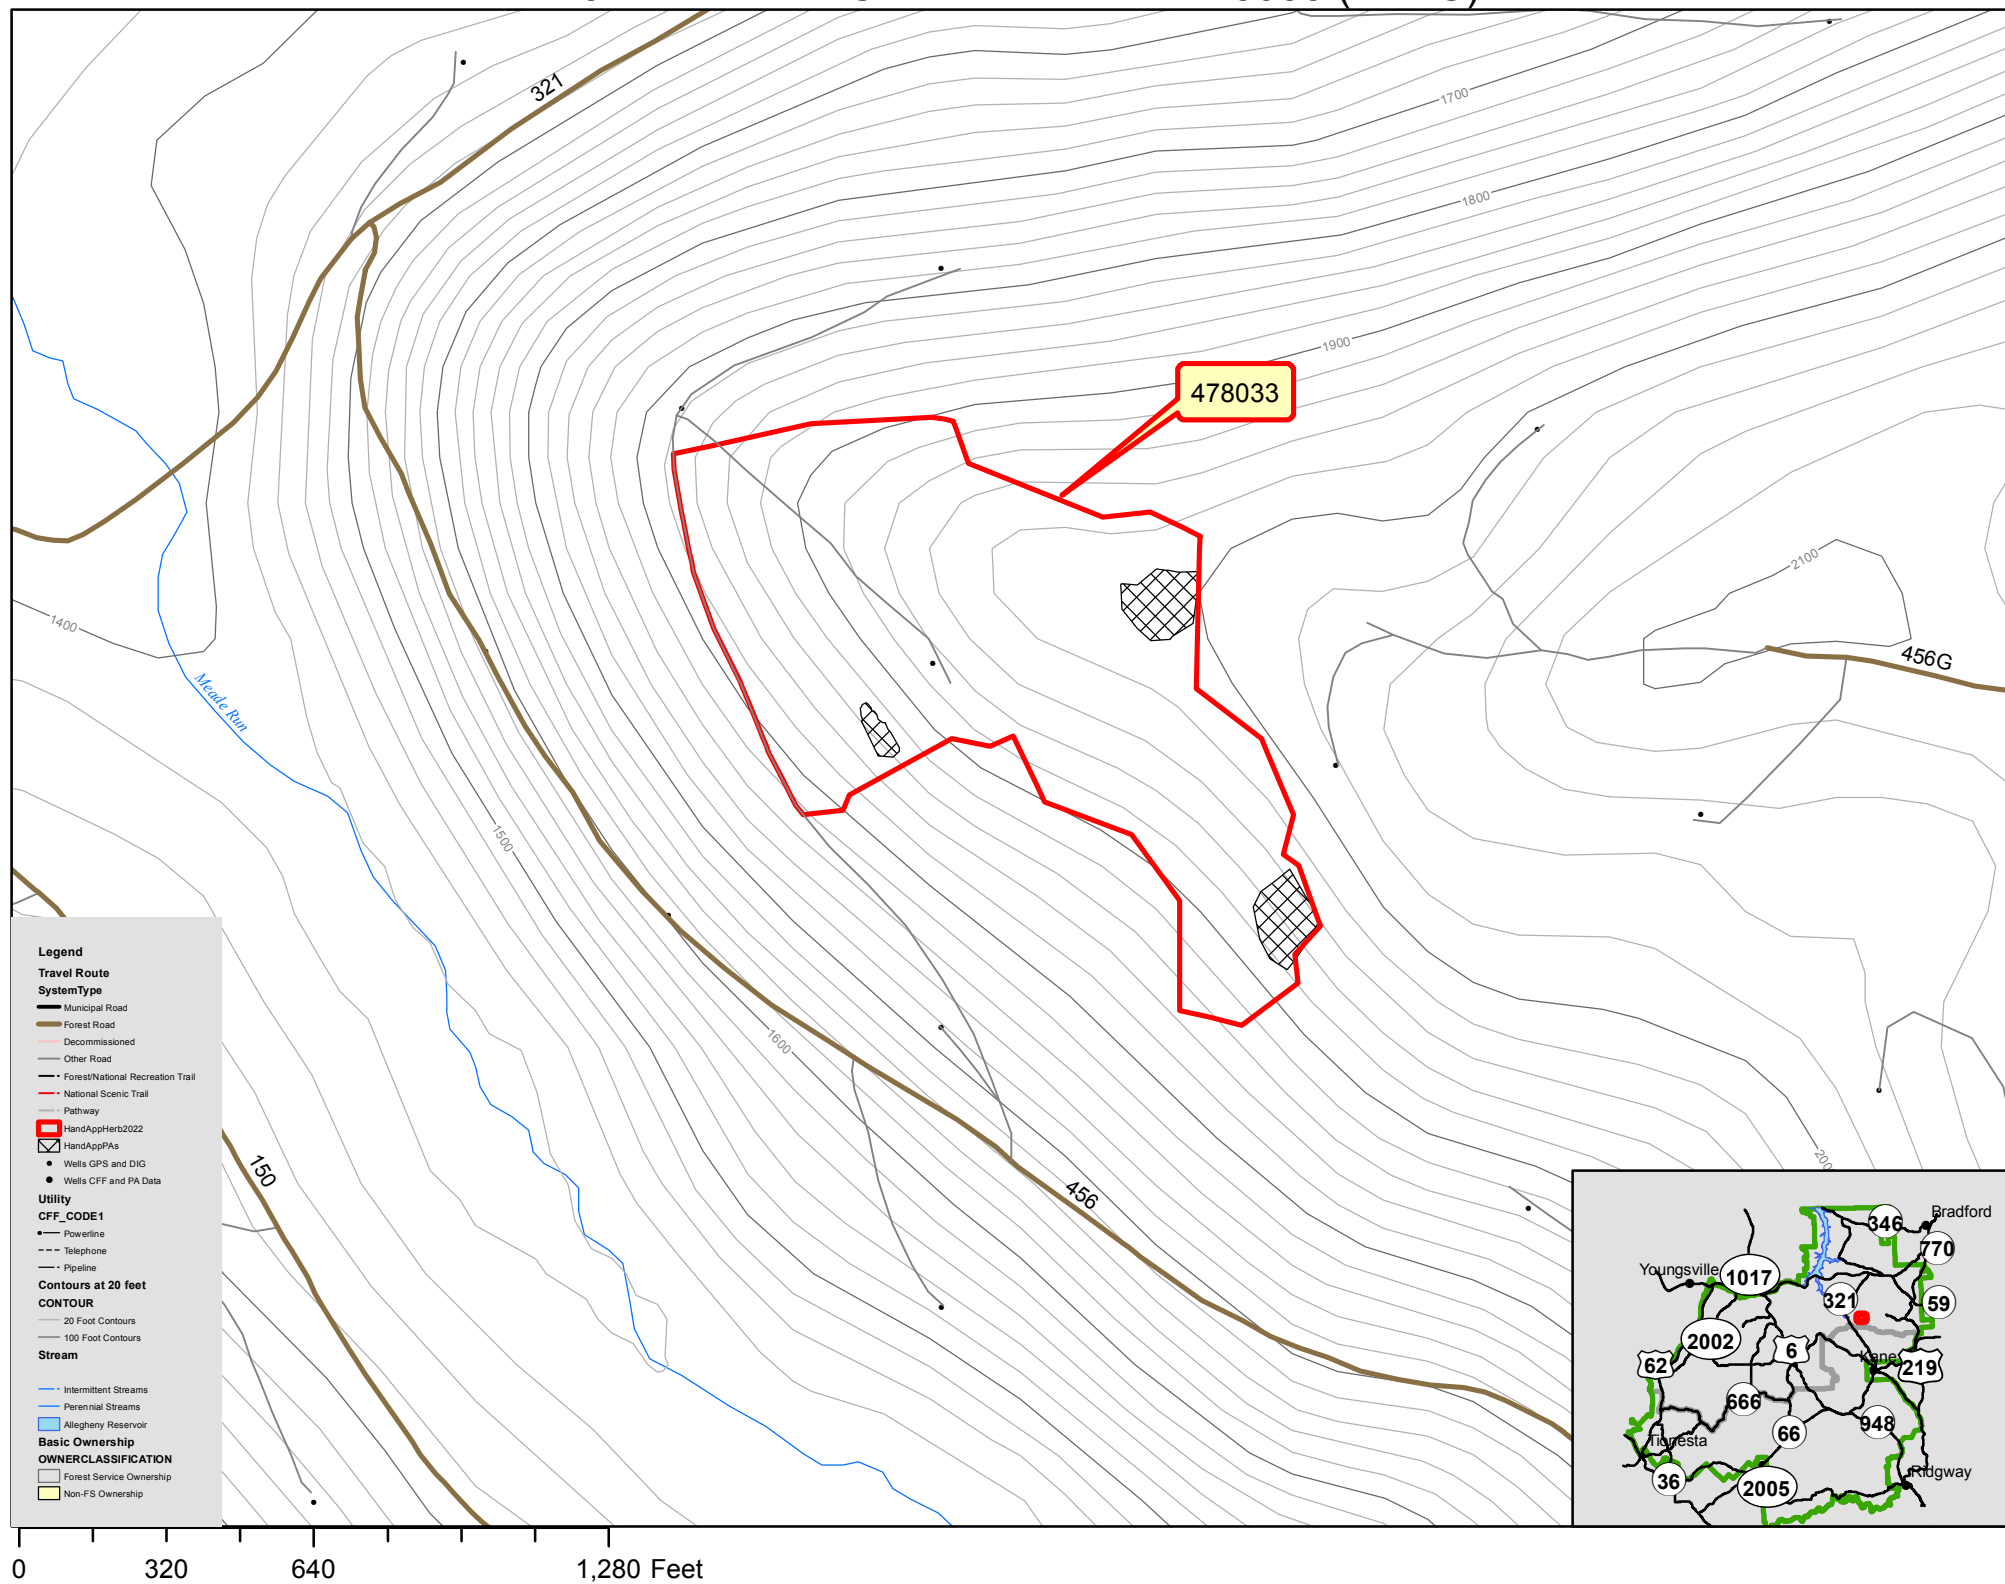 321
1700
1800
1900
478033
2100
1400
456G
Meade Run
1500
1600
456
150
200
Legend
Travel Route
SystemType
Municipal Road
Forest Road
Decommissioned
Other Road
Forest/National Recreation Trail
National Scenic Trail
Pathway
HandAppHerb2022
HandAppPAs
Wells GPS and DIG
Wells CFF and PA Data
Utility
CFF_CODE1
Powerline
Telephone
Pipeline
Contours at 20 feet
CONTOUR
20 Foot Contours
100 Foot Contours
Stream
Intermittent Streams
Perennial Streams
Allegheny Reservoir
Basic Ownership
OWNERCLASSIFICATION
Forest Service Ownership
Non-FS Ownership
346
Bradford
770
Youngsville
1017
321
59
2002
6
62
Kane
219
666
948
66
Tionesta
36
2005
Ridgway
0 320 640 1,280 Feet